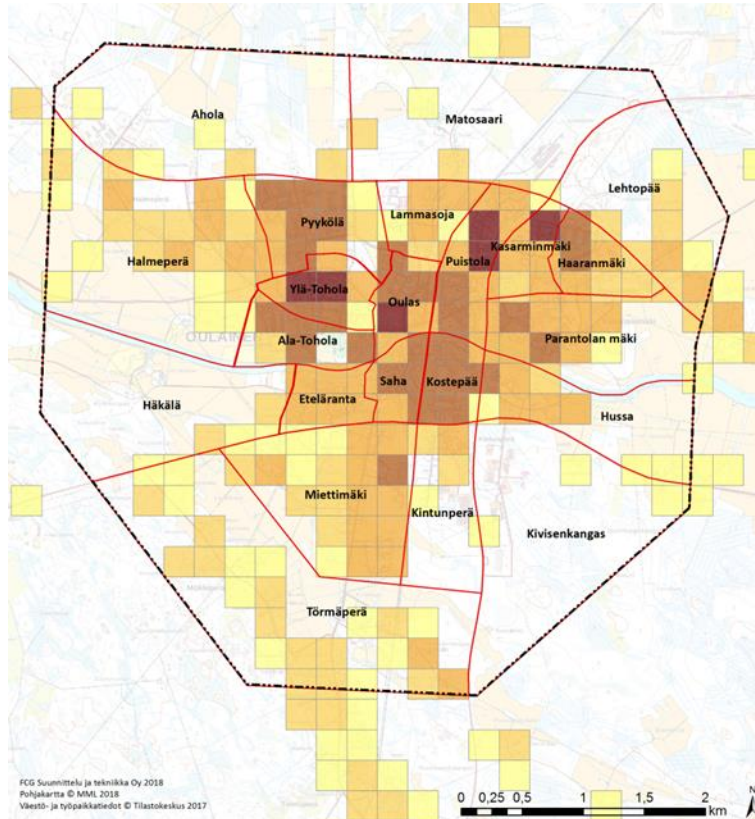 Ahola
Matosaari
Lehtopää
Pyykölä
Lammasoja
Kasarminmäki
Halmeperä
Puistola
Haaranmäki
Ylä-Tohola
Oulas
OULAINEN
Ala-Tohola
Parantolan mäki
Häkälä
Eteläranta
Saha
Kostepää
Hussa
Miettimäki
Kintunperä
Kivisenkangas
Törmäperä
FCG Suunnittelu ja tekniikka Oy 2018
Pohjakartta © MML 2018
Väestö- ja työpaikkatiedot © Tilastokeskus 2017
0 0,25 0,5 1 1,5 2
km
N